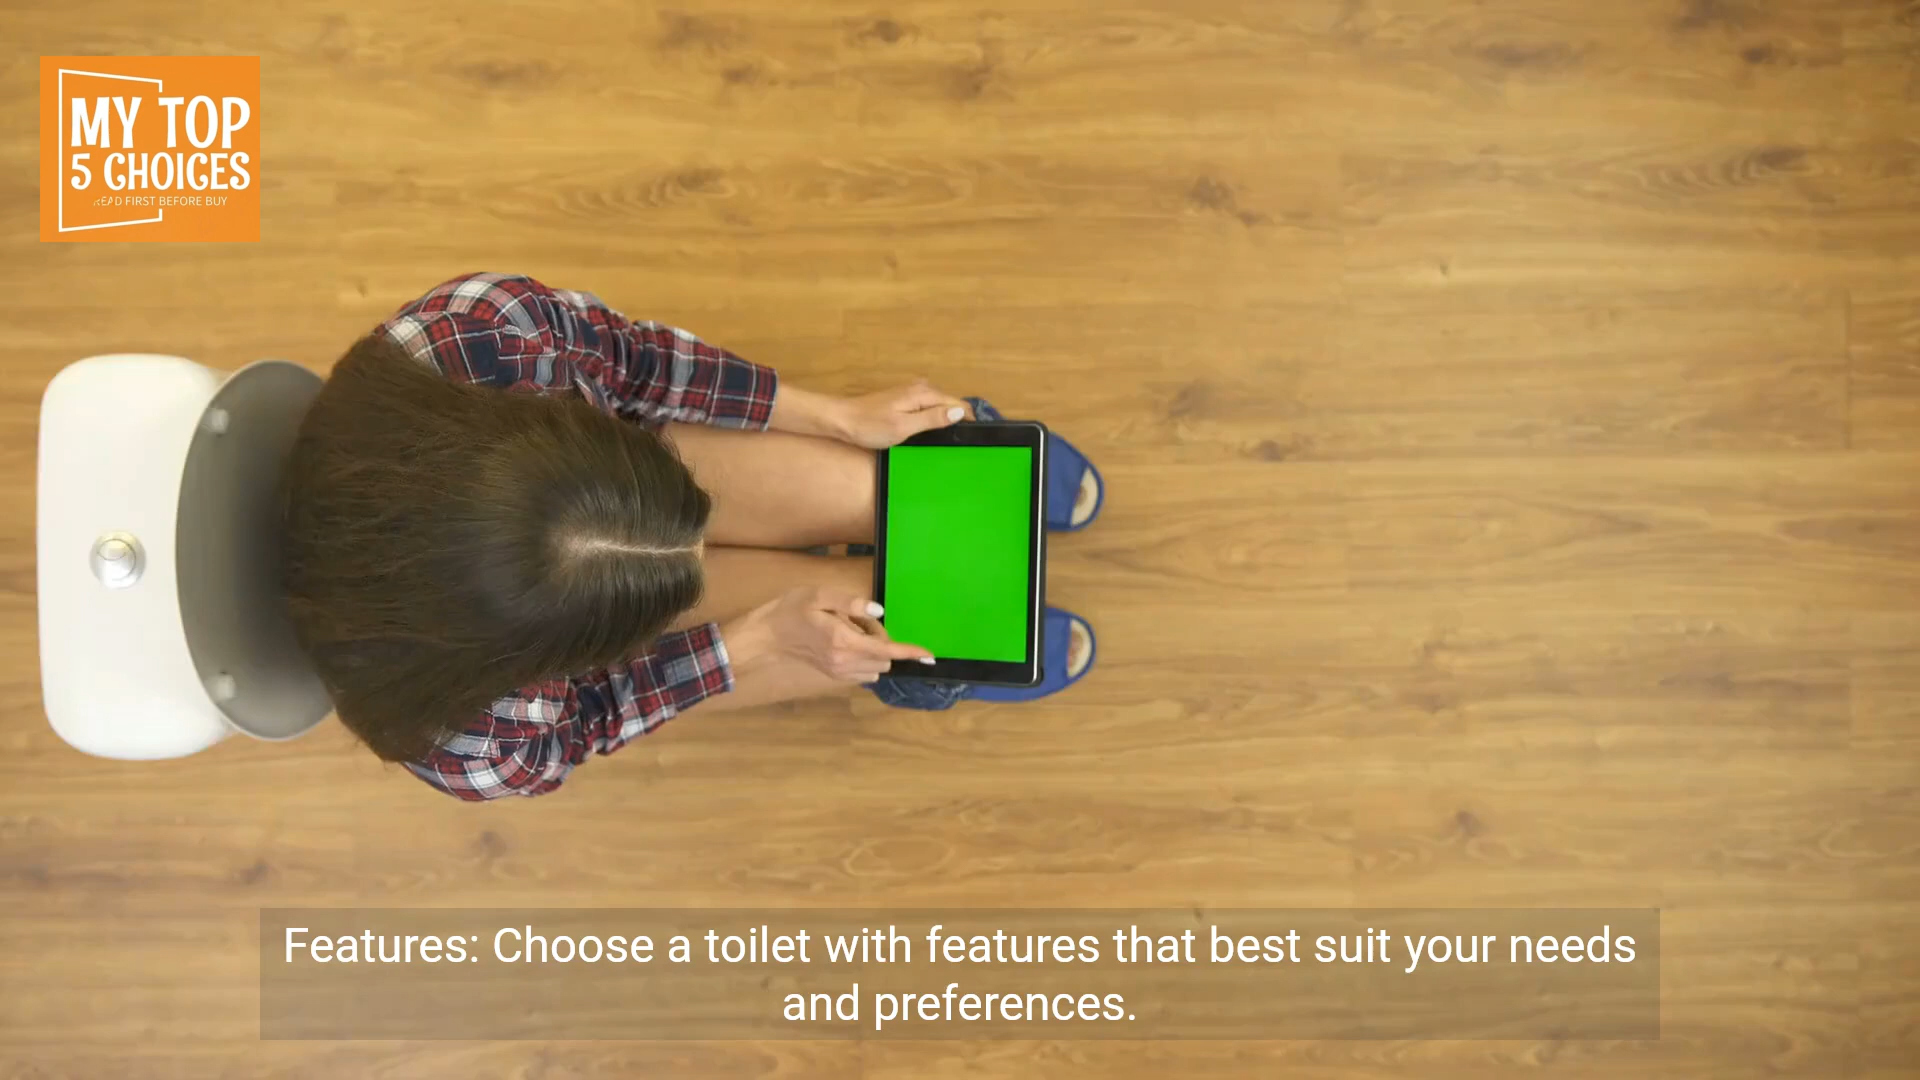 MY TOP
5 CHOICES
READ FIRST BEFORE BUY
Features: Choose a toilet with features that best suit your needs
and preferences.